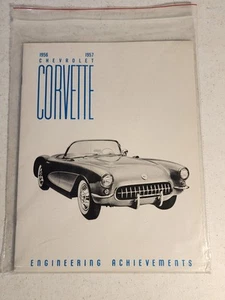 1956 1957
CHEVROLET
CORVETTE
ENGINEERING ACHIEVEMENTS